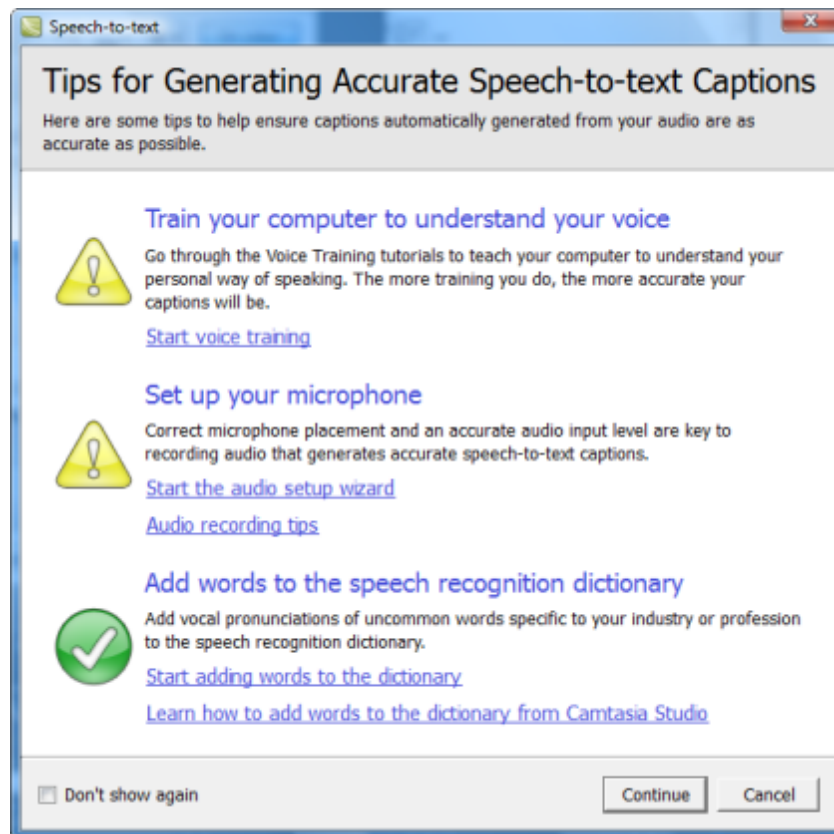 Speech-to-text
Tips for Generating Accurate Speech-to-text Captions
Here are some tips to help ensure captions automatically generated from your audio are as
accurate as possible.
Train your computer to understand your voice
Go through the Voice Training tutorials to teach your computer to understand your
personal way of speaking. The more training you do, the more accurate your
captions will be.
Start voice training
Set up your microphone
Correct microphone placement and an accurate audio input level are key to
recording audio that generates accurate speech-to-text captions.
Start the audio setup wizard
Audio recording tips
Add words to the speech recognition dictionary
Add vocal pronunciations of uncommon words specific to your industry or profession
to the speech recognition dictionary.
Start adding words to the dictionary
Learn how to add words to the dictionary from Camtasia Studio
Don't show again
Continue
Cancel